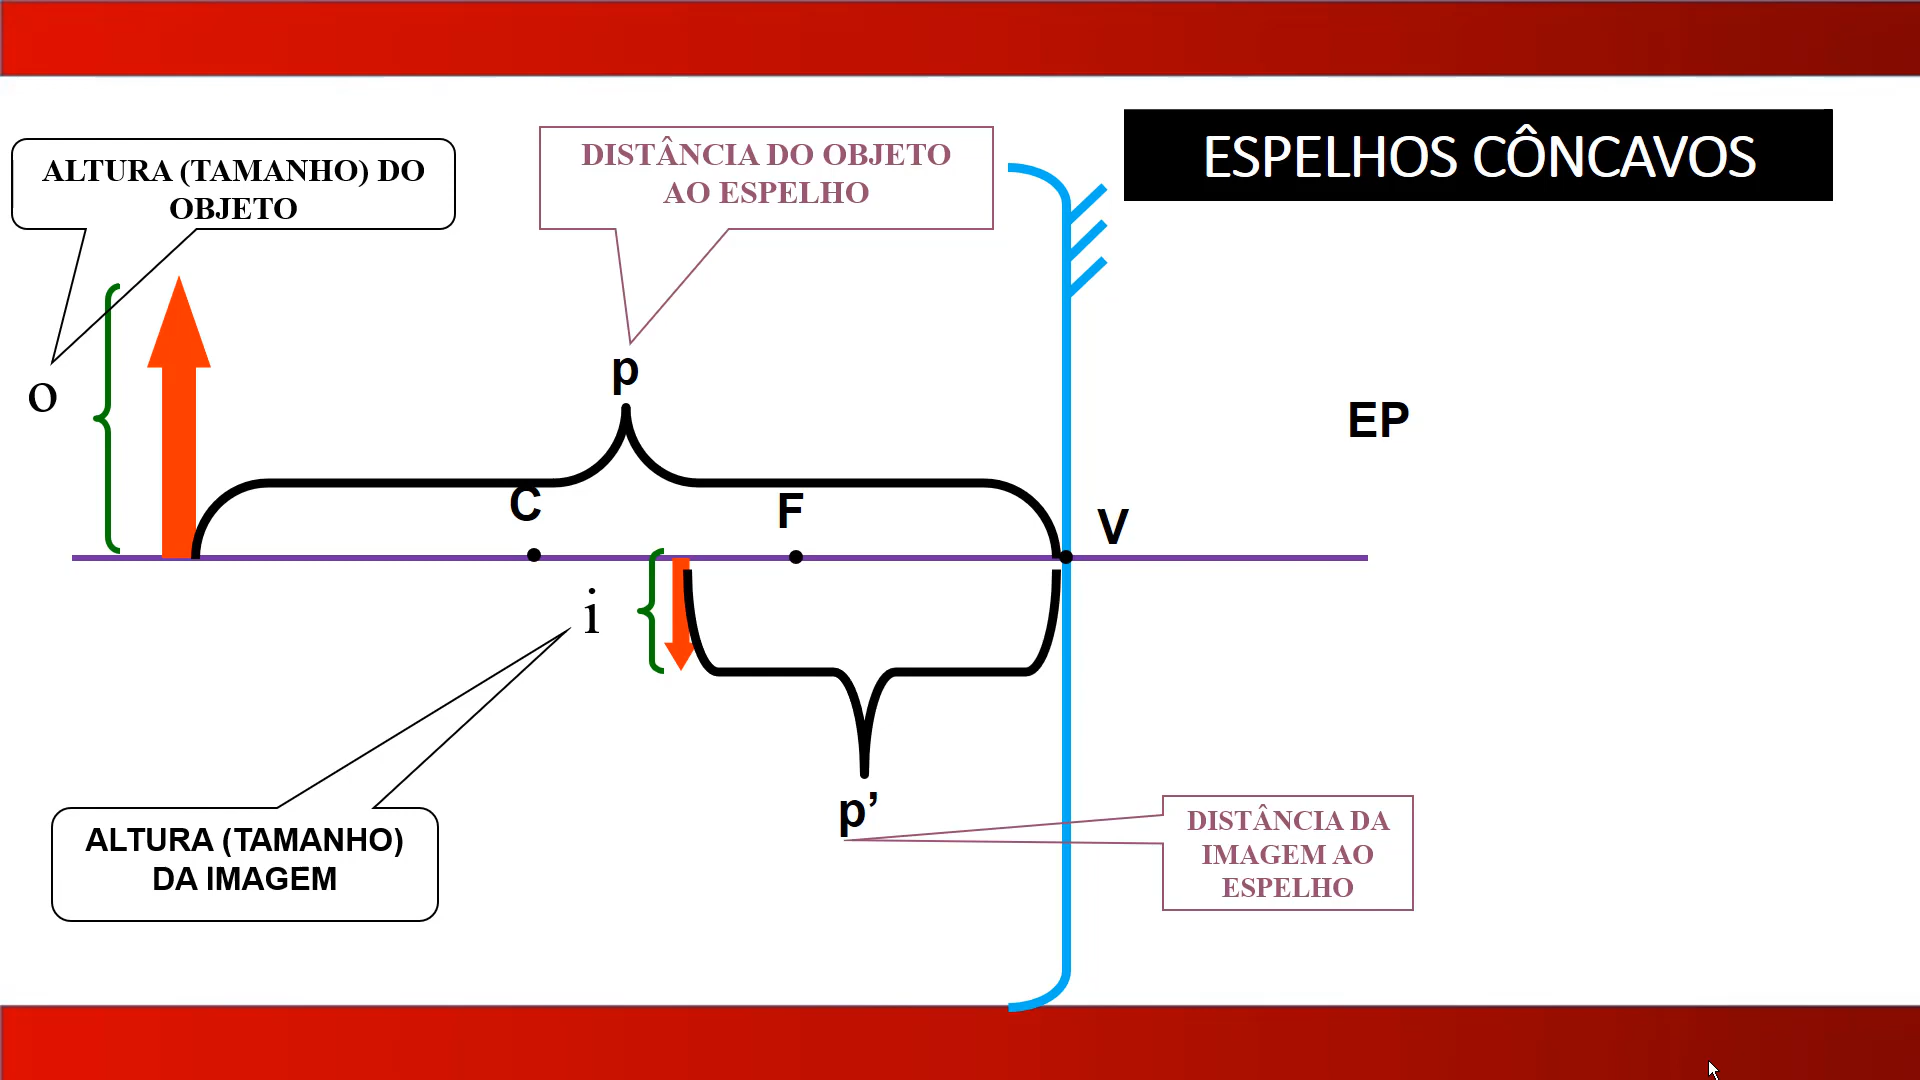 ESPELHOS CÔNCAVOS
ALTURA (TAMANHO) DO
OBJETO
DISTÂNCIA DO OBJETO
AO ESPELHO
p
o
EP
C
F
V
i
p’
ALTURA (TAMANHO)
DA IMAGEM
DISTÂNCIA DA
IMAGEM AO
ESPELHO